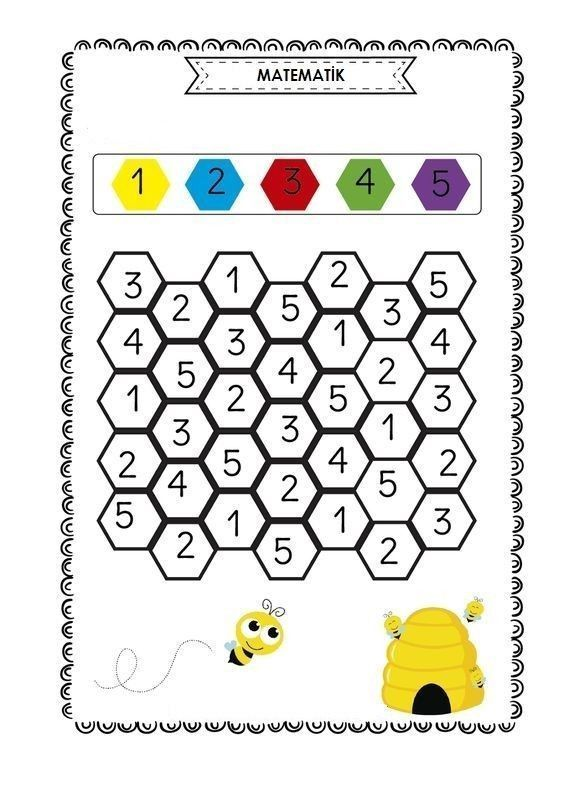 MATEMATİK
1 2 3 4 5
3 1 2 5
2 5 3
4 3 1 4
5 4 2
1 2 5 3
3 3 1
2 5 4 2
4 2 5
5 1 1 3
2 5 2